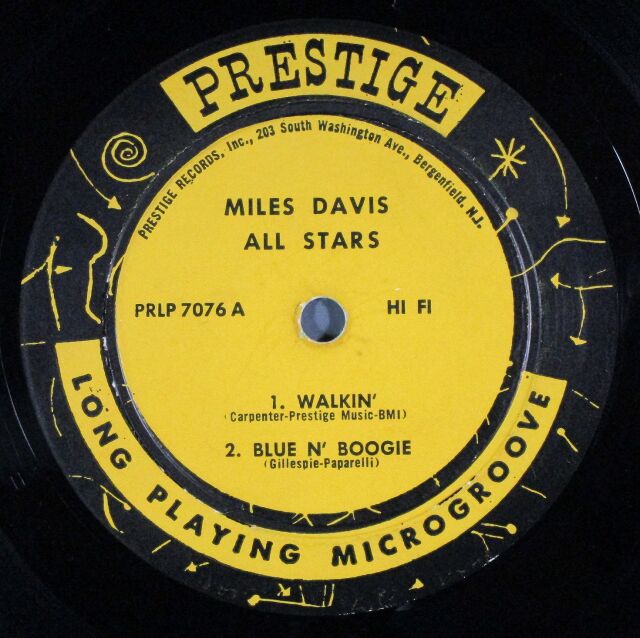 PRESTIGE
PRESTIGE RECORDS, Inc., 203 South Washington Ave., Bergenfield, N.J.
MILES DAVIS
ALL STARS
PRLP 7076 A HI FI
1. WALKIN'
(Carpenter-Prestige Music-BMI)
2. BLUE N' BOOGIE
(Gillespie-Paparelli)
LONG PLAYING MICROGROOVE